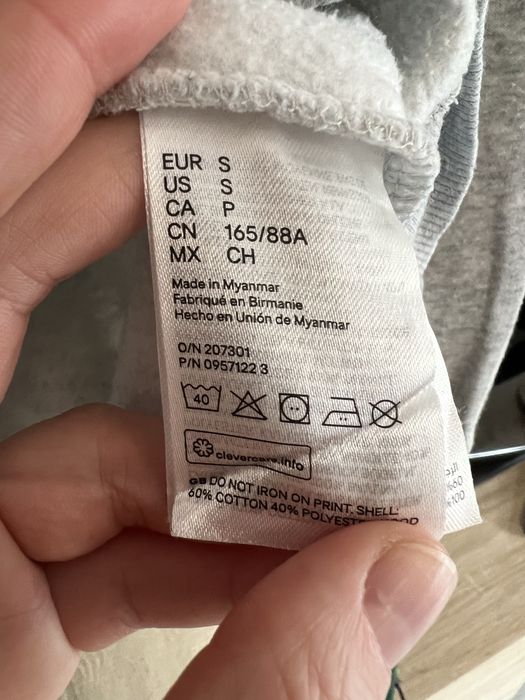 EUR S
US S
CA P
CN 165/88A
MX CH
Made in Myanmar
Fabriqué en Birmanie
Hecho en Unión de Myanmar
O/N 207301
P/N 0957122 3
40
clevercare.info
GB DO NOT IRON ON PRINT. SHELL:
60% COTTON 40%